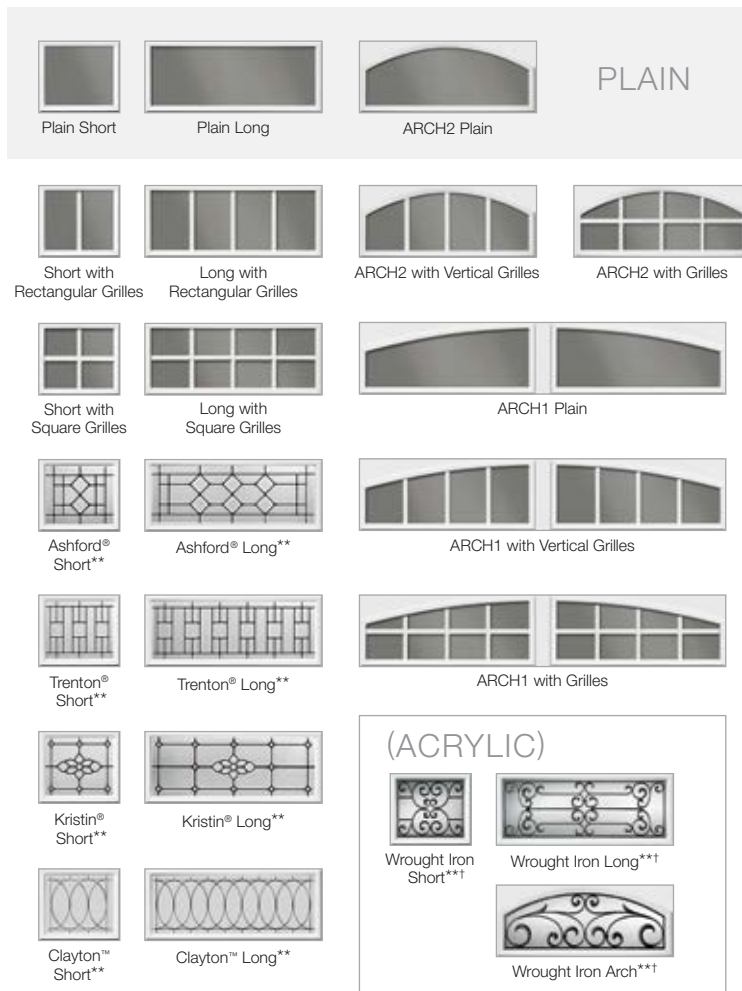 PLAIN
Plain Short
Plain Long
ARCH2 Plain
Short with
Rectangular Grilles
Long with
Rectangular Grilles
ARCH2 with Vertical Grilles
ARCH2 with Grilles
Short with
Square Grilles
Long with
Square Grilles
ARCH1 Plain
Ashford®
Short**
Ashford® Long**
ARCH1 with Vertical Grilles
Trenton®
Short**
Trenton® Long**
ARCH1 with Grilles
Kristin®
Short**
Kristin® Long**
Clayton™
Short**
Clayton™ Long**
(ACRYLIC)
Wrought Iron
Short**†
Wrought Iron Long**†
Wrought Iron Arch**†